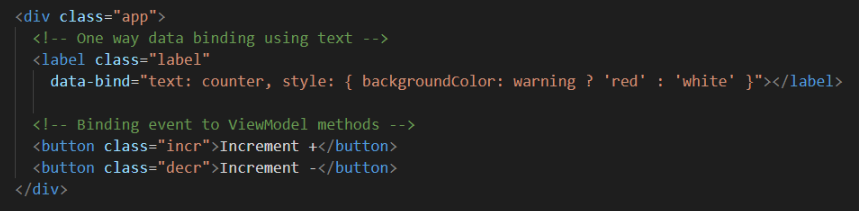 <div class="app">
<!-- One way data binding using text -->
<label class="label"
data-bind="text: counter, style: { backgroundColor: warning ? 'red' : 'white' }"></label>
<!-- Binding event to ViewModel methods -->
<button class="incr">Increment +</button>
<button class="decr">Increment -</button>
</div>